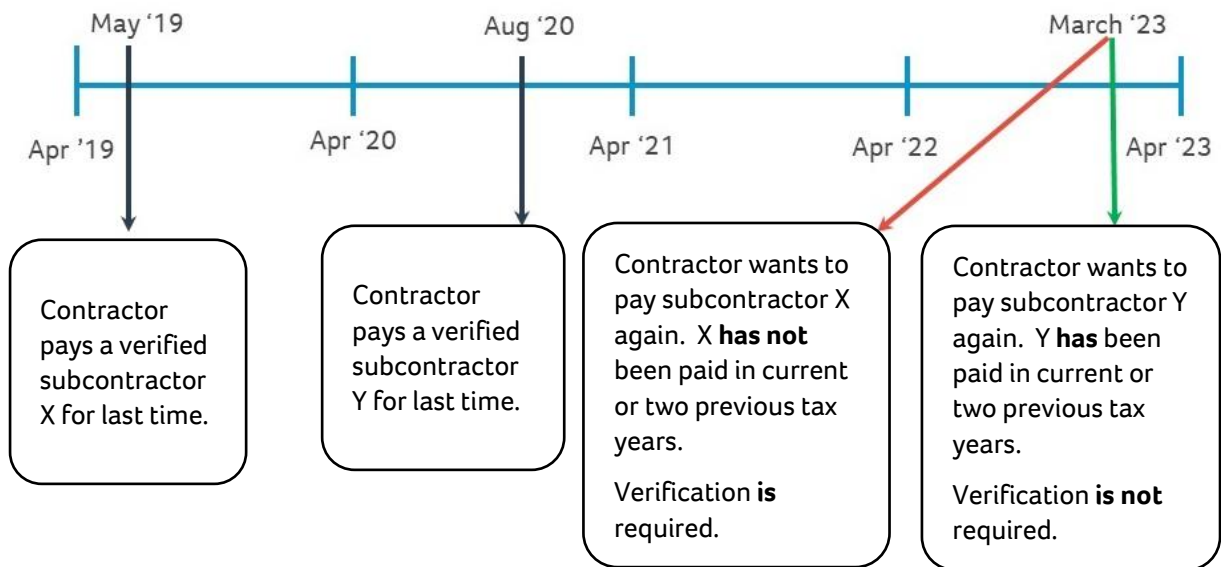 May ‘19
Aug ‘20
March ‘23
Apr ‘19
Apr ‘20
Apr ‘21
Apr ‘22
Apr ‘23
Contractor
pays a verified
subcontractor
X for last time.
Contractor
pays a verified
subcontractor
Y for last time.
Contractor wants to
pay subcontractor X
again. X has not
been paid in current
or two previous tax
years.
Verification is
required.
Contractor wants to
pay subcontractor Y
again. Y has been
paid in current or
two previous tax
years.
Verification is not
required.